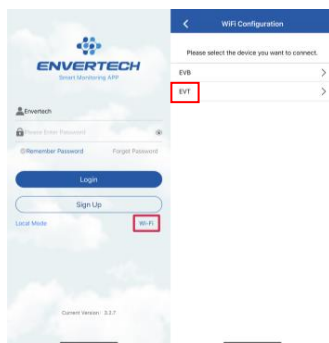 ENVERTECH
Smart Monitoring APP
Envertech
Please Enter Password
Remember Password
Forget Password
Login
Sign Up
Local Mode
Wi-Fi
Current Version: 3.2.7
WiFi Configuration
Please select the device you want to connect.
EVB
EVT